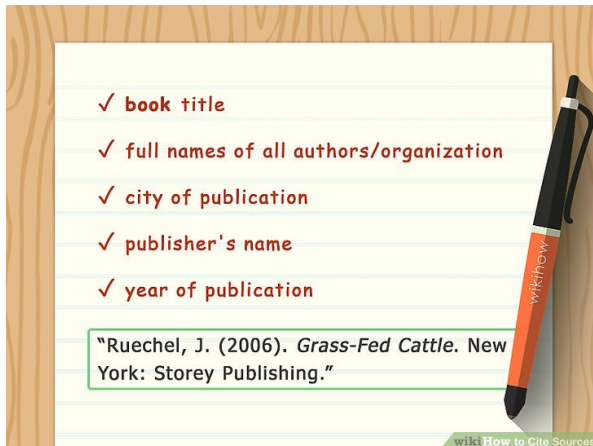 ✓ book title
✓ full names of all authors/organization
✓ city of publication
✓ publisher's name
✓ year of publication
“Ruechel, J. (2006). Grass-Fed Cattle. New
York: Storey Publishing.”
wikihow
wikiHow to Cite Sources